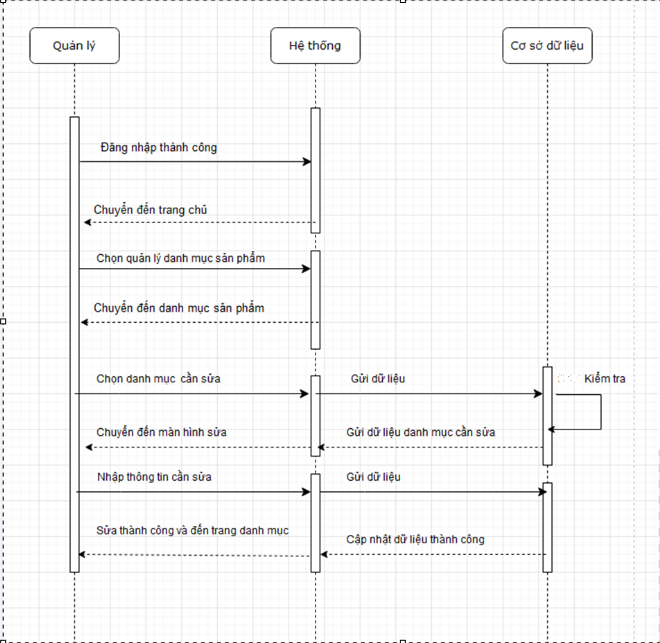 Quản lý
Hệ thống
Cơ sở dữ liệu
Đăng nhập thành công
Chuyển đến trang chủ
Chọn quản lý danh mục sản phẩm
Chuyển đến danh mục sản phẩm
Chọn danh mục cần sửa
Gửi dữ liệu
Kiểm tra
Chuyển đến màn hình sửa
Gửi dữ liệu danh mục cần sửa
Nhập thông tin cần sửa
Gửi dữ liệu
Sửa thành công và đến trang danh mục
Cập nhật dữ liệu thành công